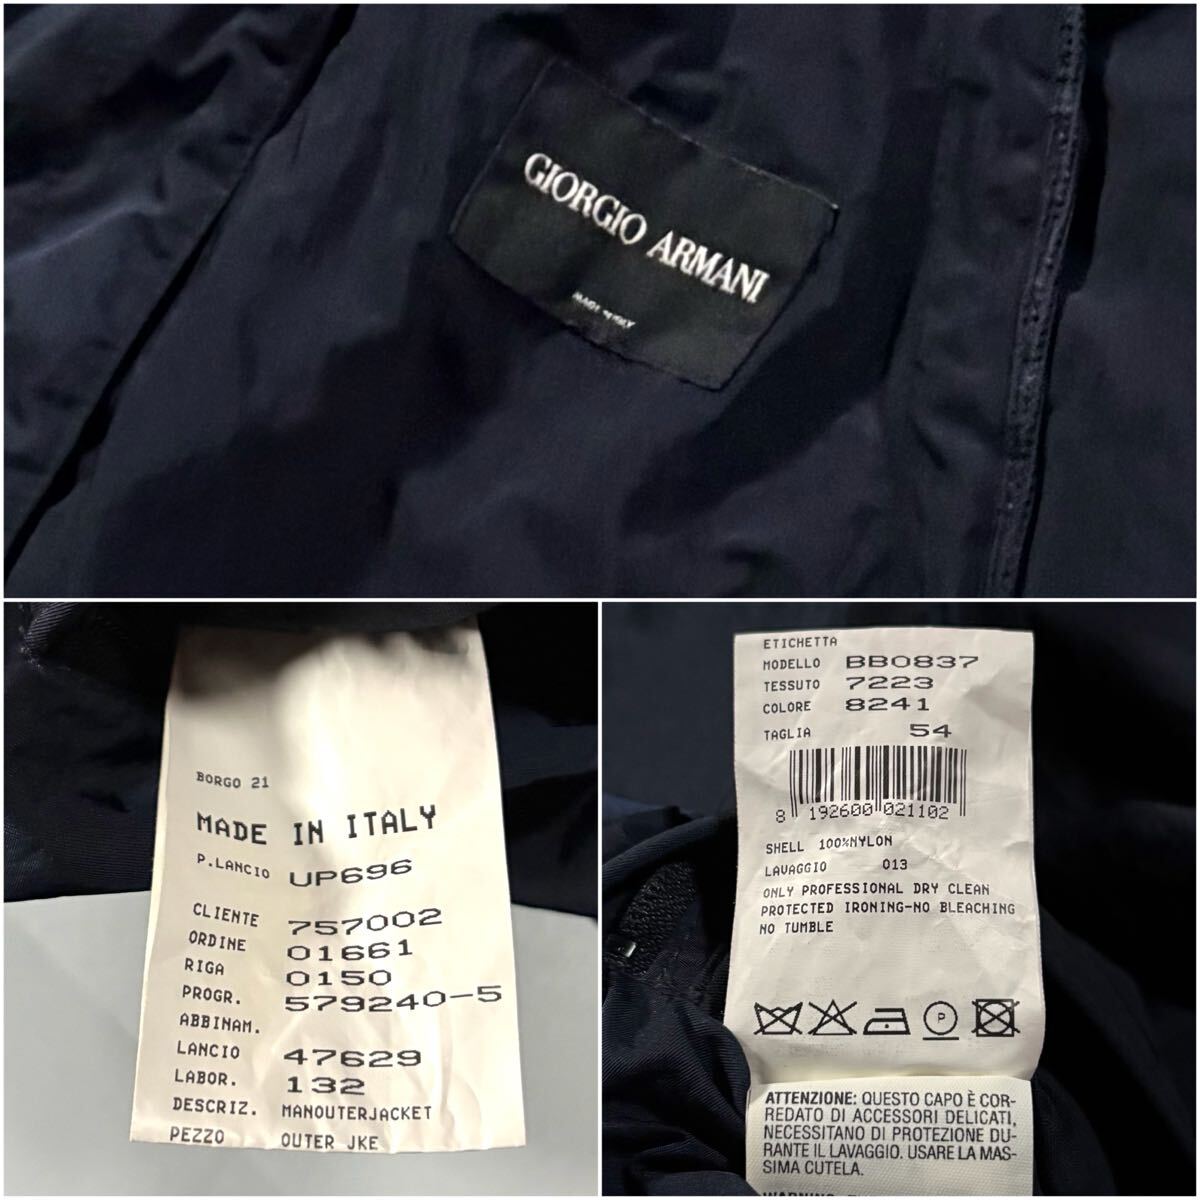 GIORGIO ARMANI
MADE IN ITALY
BORGO 21
MADE IN ITALY
P.LANCIO UP696
CLIENTE 757002
ORDINE 01661
RIGA 0150
PROGR. 579240-5
ABBINAM.
LANCIO 47629
LABOR. 132
DESCRIZ. MANOUTERJACKET
PEZZO OUTER JKE
ETICHETTA
MODELLO BB0837
TESSUTO 7223
COLORE 8241
TAGLIA 54
8 192600 021102
SHELL 100%NYLON
LAVAGGIO 013
ONLY PROFESSIONAL DRY CLEAN
PROTECTED IRONING-NO BLEACHING
NO TUMBLE
P
ATTENZIONE: QUESTO CAPO È COR-
REDATO DI ACCESSORI DELICATI,
NECESSITANO DI PROTEZIONE DU-
RANTE IL LAVAGGIO. USARE LA MAS-
SIMA CUTELA.